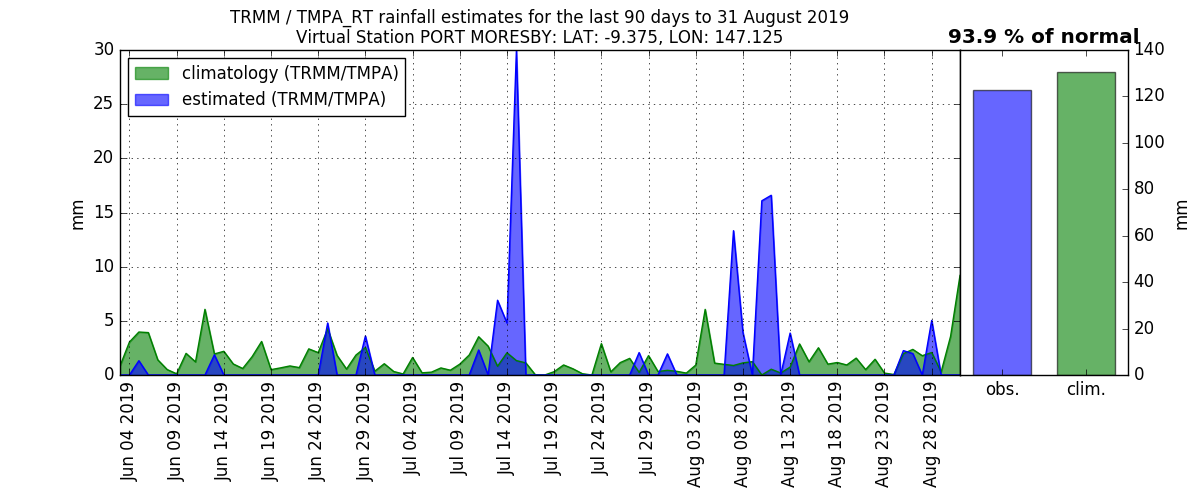 TRMM / TMPA_RT rainfall estimates for the last 90 days to 31 August 2019
Virtual Station PORT MORESBY: LAT: -9.375, LON: 147.125
93.9 % of normal
climatology (TRMM/TMPA)
estimated (TRMM/TMPA)
mm
30
25
20
15
10
5
0
Jun 04 2019
Jun 09 2019
Jun 14 2019
Jun 19 2019
Jun 24 2019
Jun 29 2019
Jul 04 2019
Jul 09 2019
Jul 14 2019
Jul 19 2019
Jul 24 2019
Jul 29 2019
Aug 03 2019
Aug 08 2019
Aug 13 2019
Aug 18 2019
Aug 23 2019
Aug 28 2019
obs.
clim.
140
120
100
80
60
40
20
0
mm